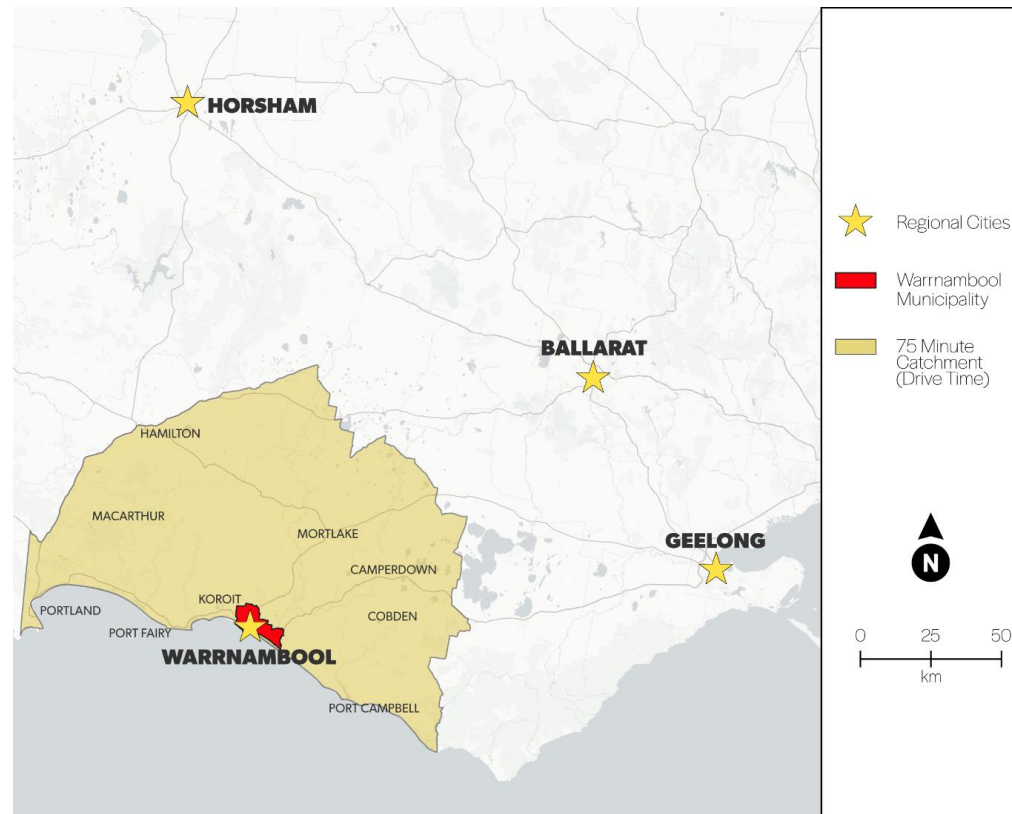 HORSHAM
BALLARAT
HAMILTON
MACARTHUR
MORTLAKE
GEELONG
CAMPERDOWN
KOROIT
PORTLAND
COBDEN
PORT FAIRY
WARRNAMBOOL
PORT CAMPBELL
Regional Cities
Warrnambool
Municipality
75 Minute
Catchment
(Drive Time)
N
0 25 50
km